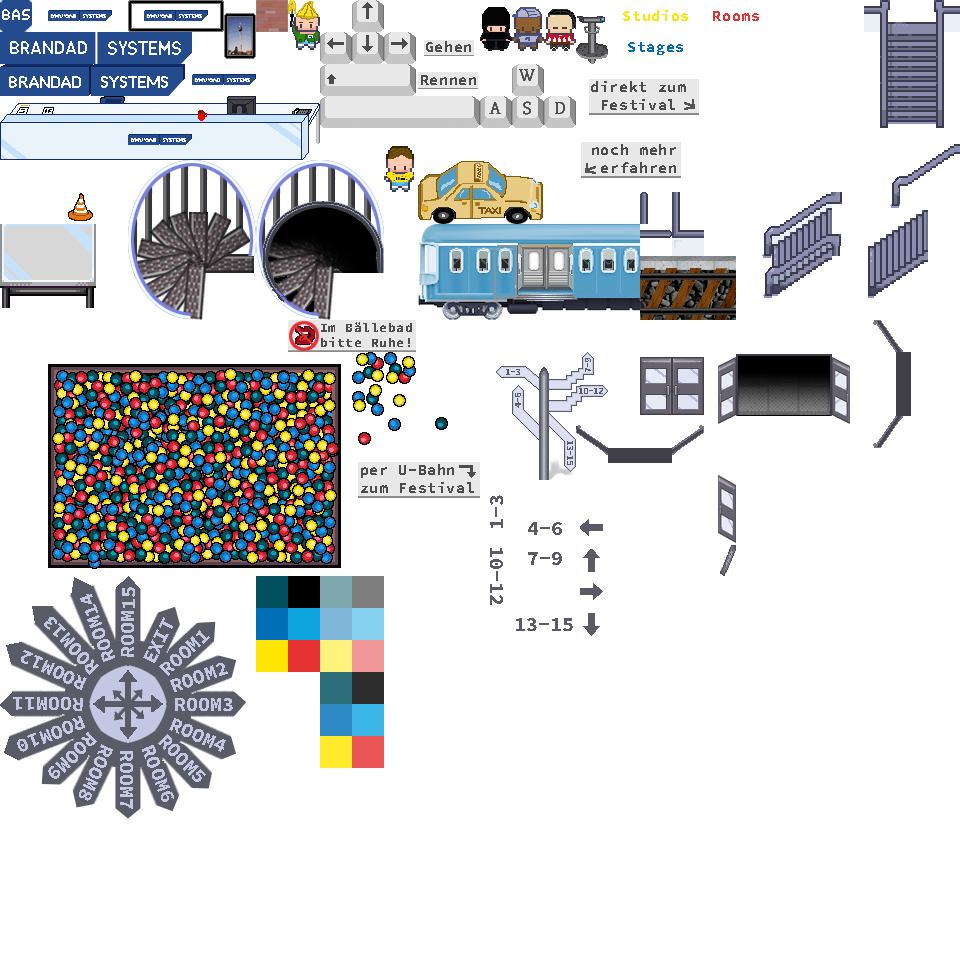 BAS
BRANDAD SYSTEMS
BRANDAD SYSTEMS
Gehen
Rennen
W
A S D
Studios Rooms
Stages
direkt zum
Festival
noch mehr
erfahren
TAXI
Im Bällebad
bitte Ruhe!
per U-Bahn
zum Festival
1-3
7-9
10-12
4-6
13-15
1-3
4-6
7-9
10-12
13-15
EXIT
ROOM1
ROOM2
ROOM3
ROOM4
ROOM5
ROOM6
ROOM7
ROOM8
ROOM9
ROOM10
ROOM11
ROOM12
ROOM13
ROOM14
ROOM15